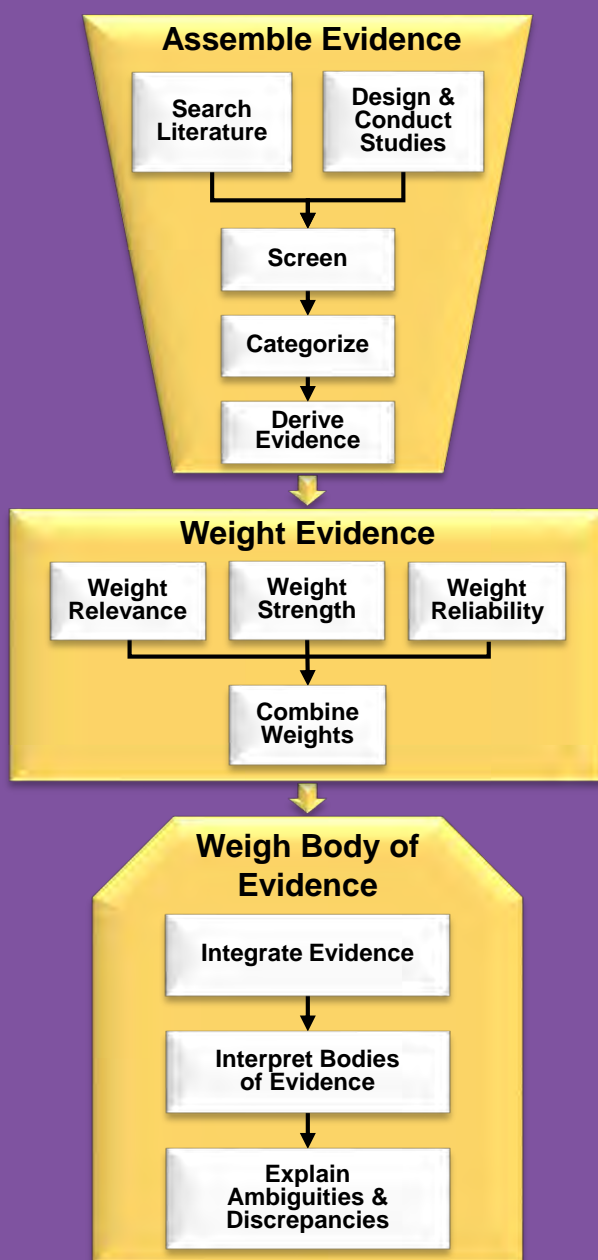 Assemble Evidence
Search
Literature
Design &
Conduct
Studies
Screen
Categorize
Derive
Evidence
Weight Evidence
Weight
Relevance
Weight
Strength
Weight
Reliability
Combine
Weights
Weigh Body of
Evidence
Integrate Evidence
Interpret Bodies
of Evidence
Explain
Ambiguities &
Discrepancies